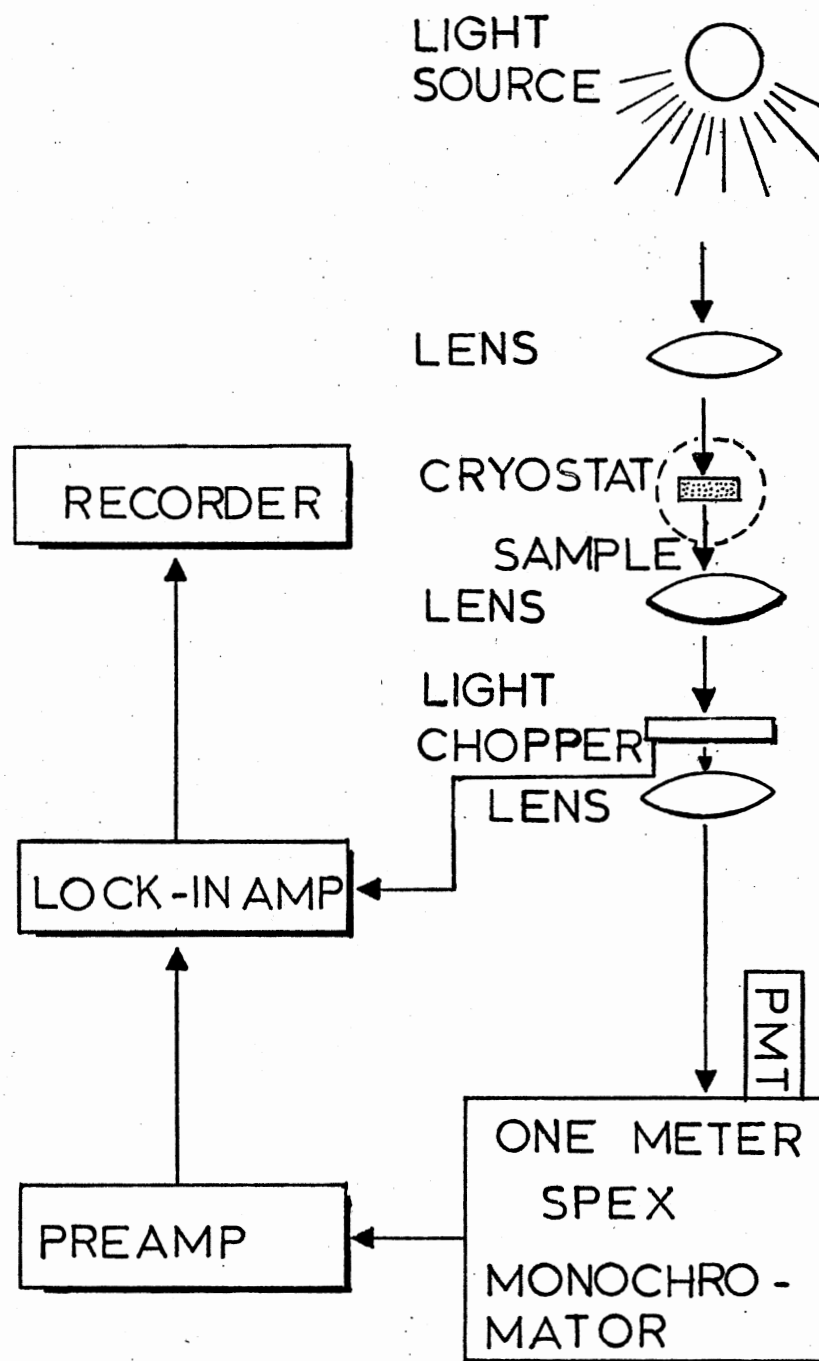 LIGHT
SOURCE
LENS
CRYOSTAT
RECORDER
SAMPLE
LENS
LIGHT
CHOPPER
LENS
LOCK-IN AMP
PMT
ONE METER
SPEX
PREAMP
MONOCHRO-
MATOR